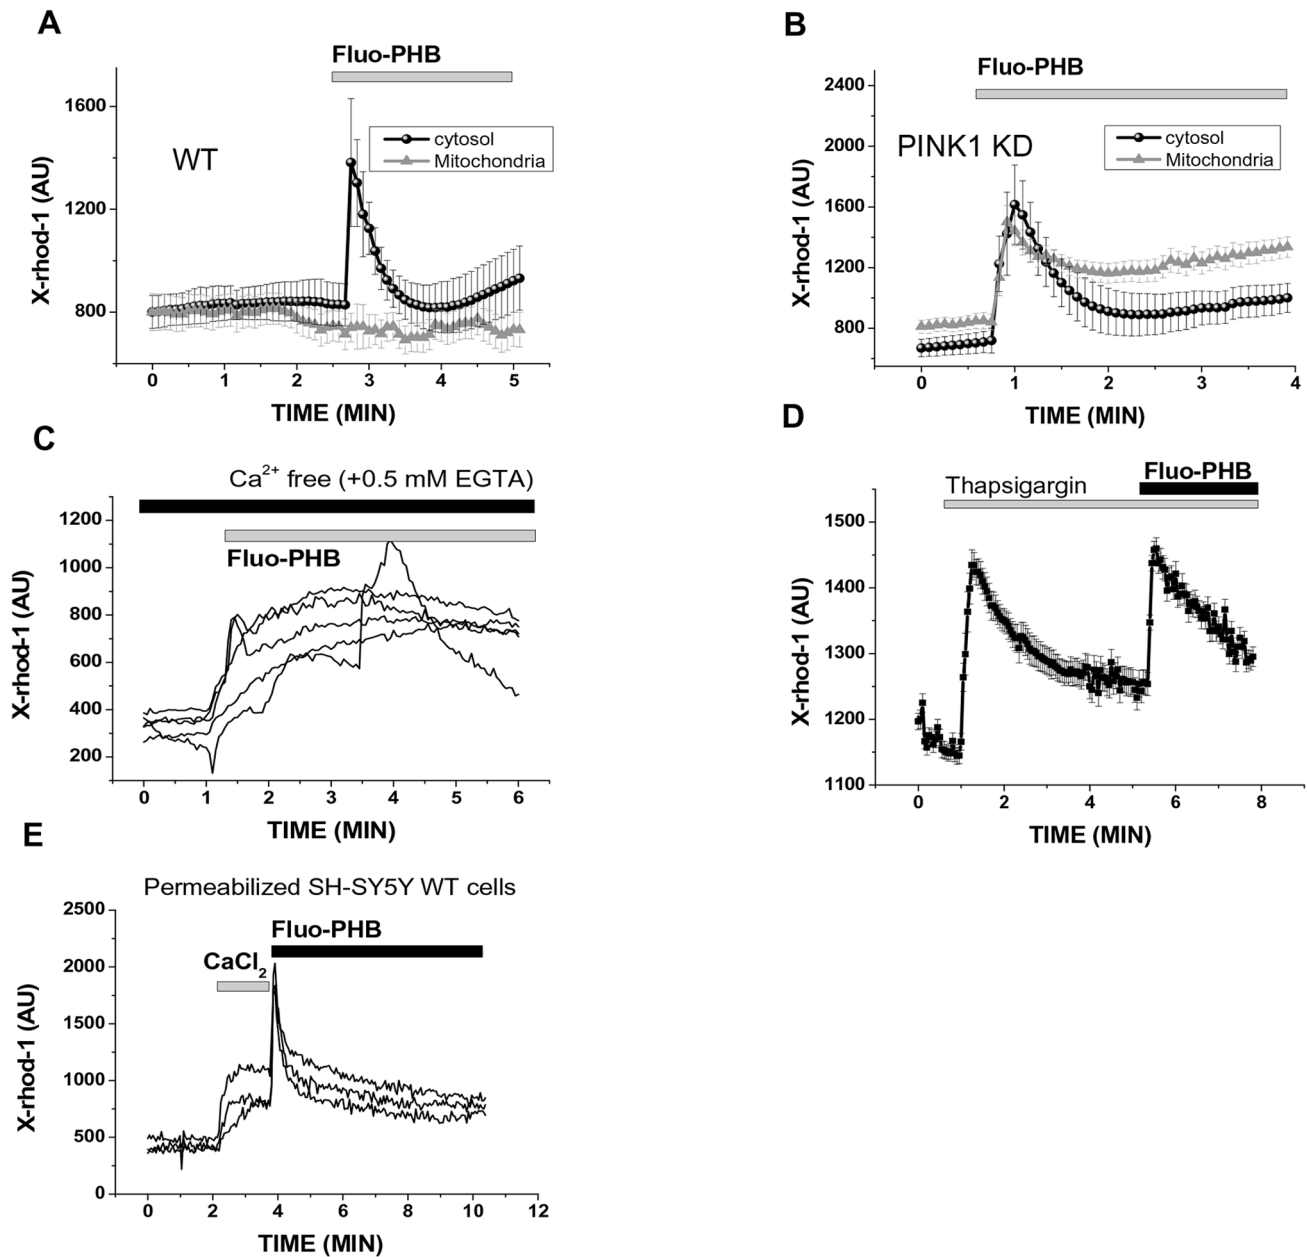 A
Fluo-PHB
WT
cytosol
Mitochondria
X-rhod-1 (AU)
1600
1200
800
0 1 2 3 4 5
TIME (MIN)
B
Fluo-PHB
PINK1 KD
cytosol
Mitochondria
X-rhod-1 (AU)
2400
2000
1600
1200
800
0 1 2 3 4
TIME (MIN)
C
Ca2+ free (+0.5 mM EGTA)
Fluo-PHB
X-rhod-1 (AU)
1200
1000
800
600
400
200
0 1 2 3 4 5 6
TIME (MIN)
D
Fluo-PHB
Thapsigargin
X-rhod-1 (AU)
1500
1400
1300
1200
1100
0 2 4 6 8
TIME (MIN)
E
Permeabilized SH-SY5Y WT cells
Fluo-PHB
CaCl2
X-rhod-1 (AU)
2500
2000
1500
1000
500
0
0 2 4 6 8 10 12
TIME (MIN)